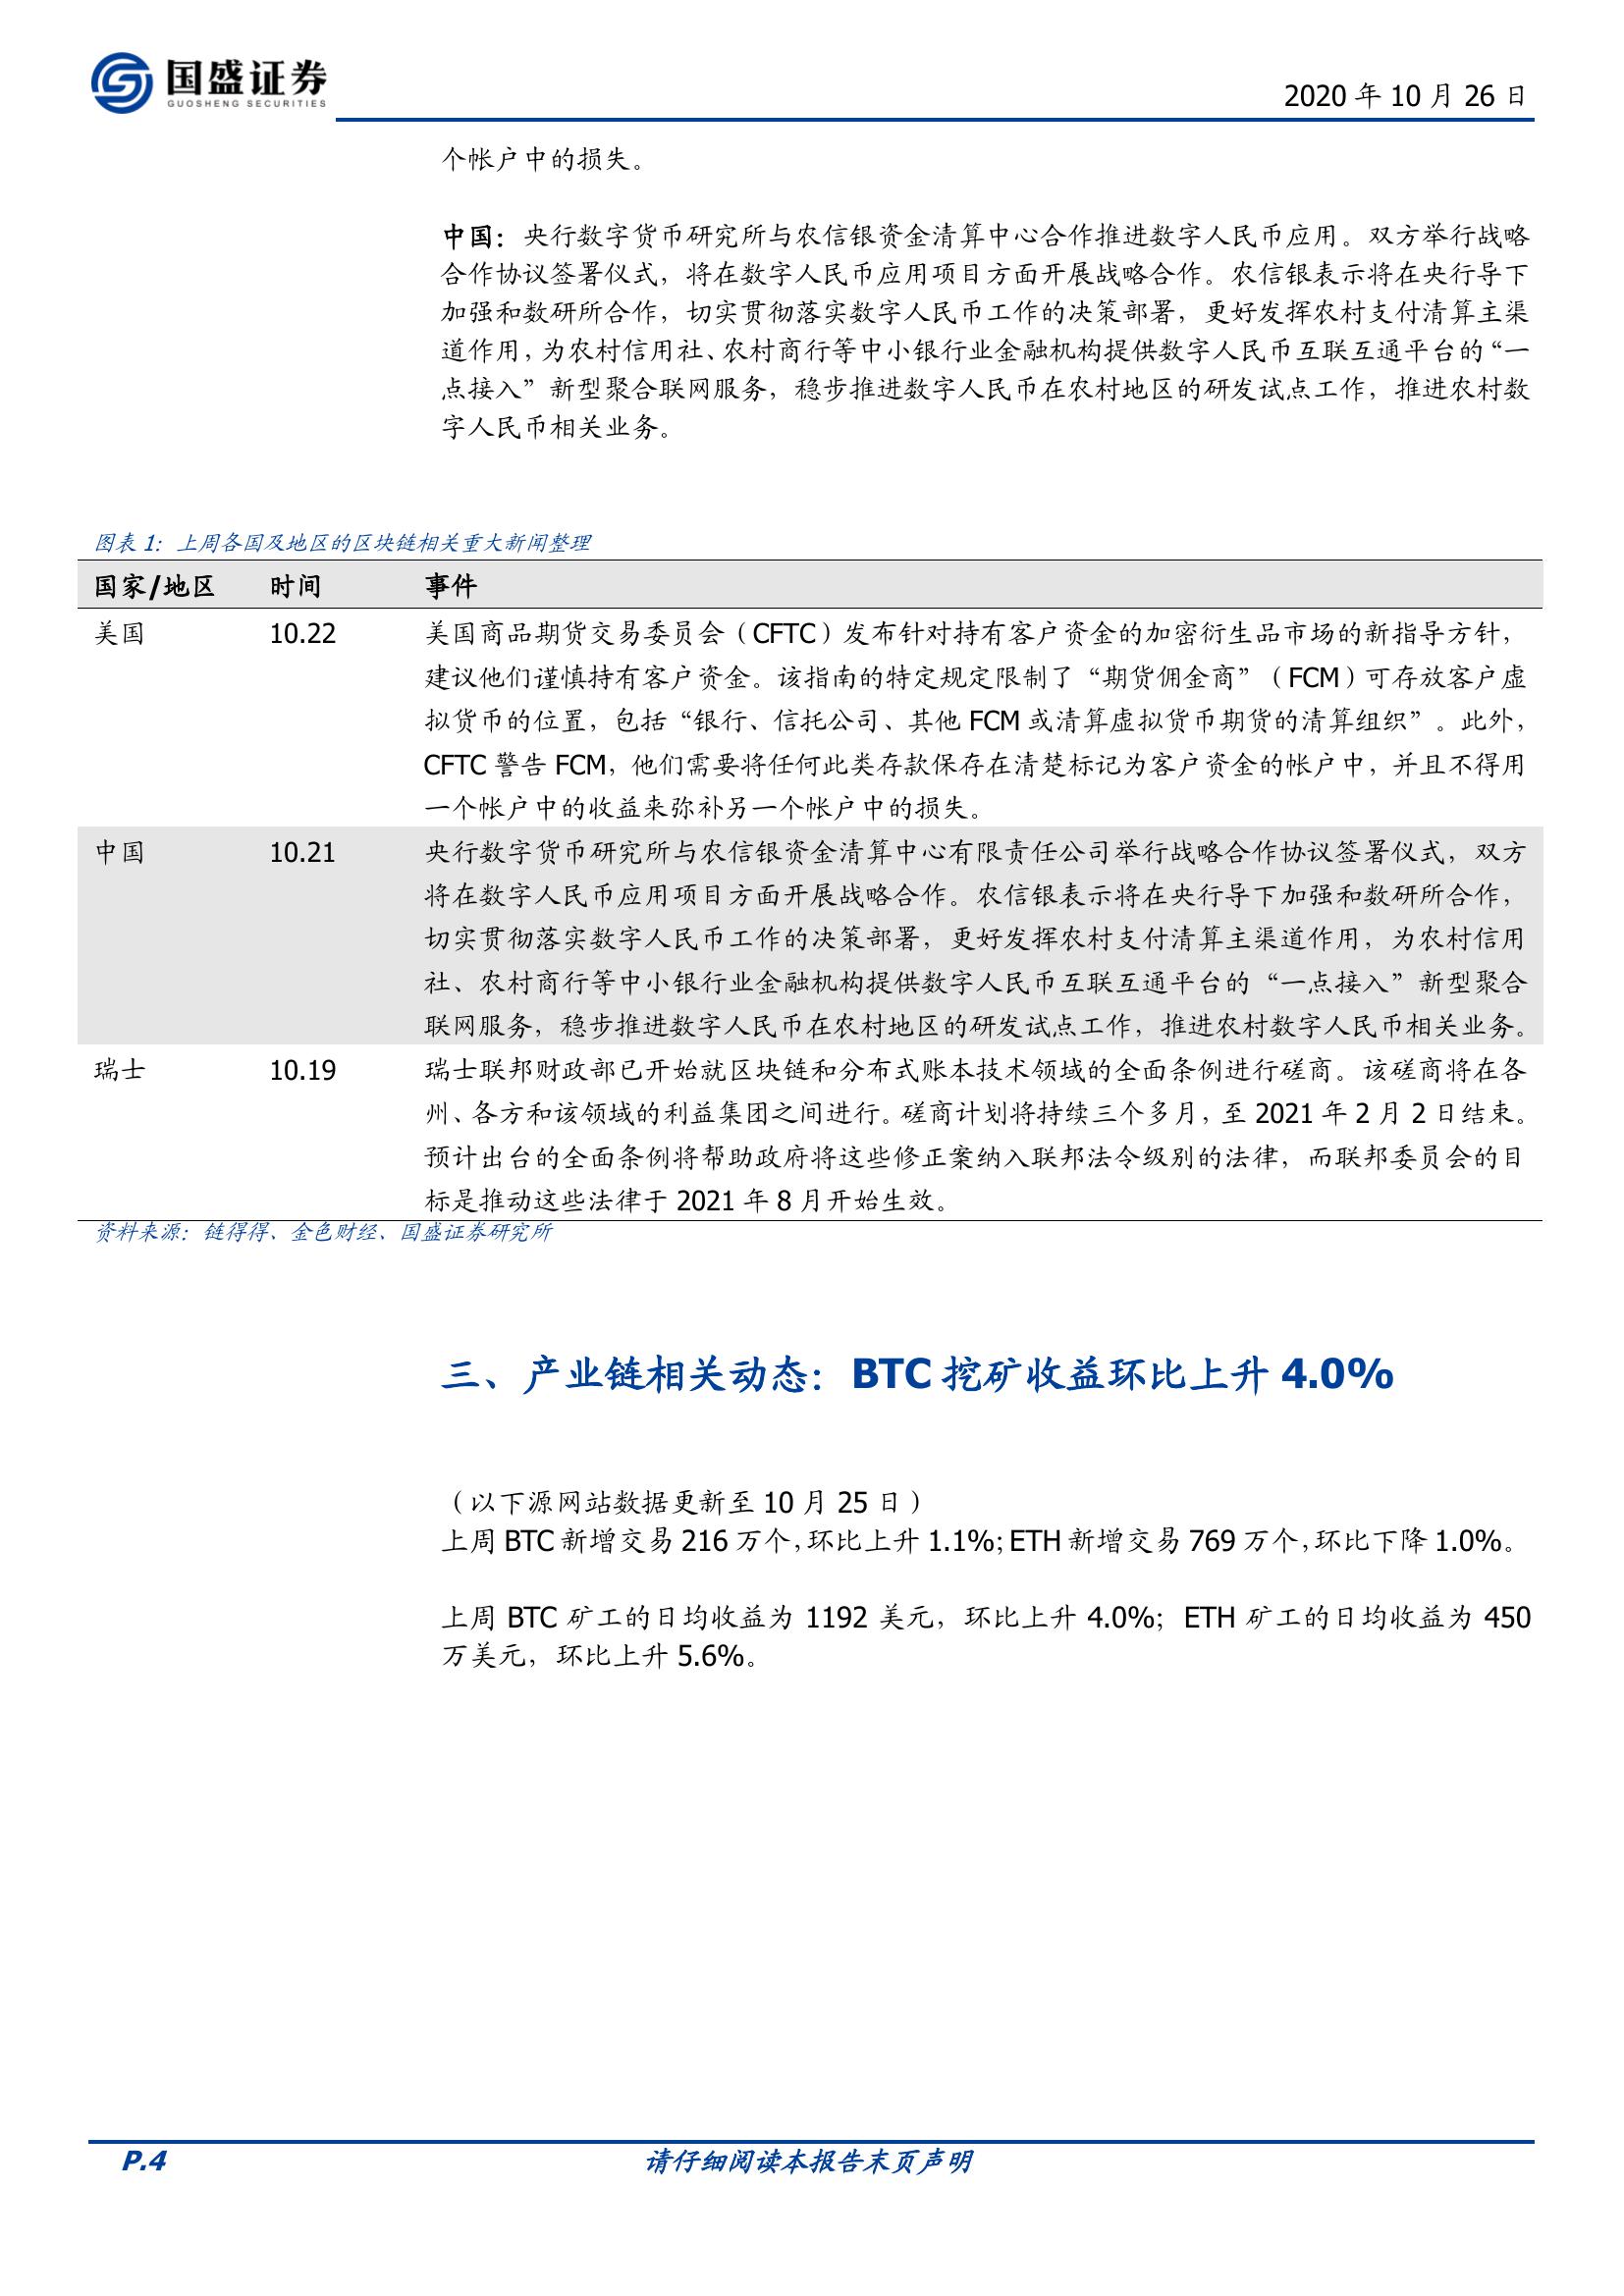 国盛证券
GUOSHENG SECURITIES
2020 年 10 月 26 日
个帐户中的损失。
中国：央行数字货币研究所与农信银资金清算中心合作推进数字人民币应用。双方举行战略
合作协议签署仪式，将在数字人民币应用项目方面开展战略合作。农信银表示将在央行导下
加强和数研所合作，切实贯彻落实数字人民币工作的决策部署，更好发挥农村支付清算主渠
道作用，为农村信用社、农村商行等中小银行业金融机构提供数字人民币互联互通平台的“一
点接入”新型聚合联网服务，稳步推进数字人民币在农村地区的研发试点工作，推进农村数
字人民币相关业务。
图表 1：上周各国及地区的区块链相关重大新闻整理
国家/地区 时间 事件
美国 10.22 美国商品期货交易委员会（CFTC）发布针对持有客户资金的加密衍生品市场的新指导方针，
建议他们谨慎持有客户资金。该指南的特定规定限制了“期货佣金商”（FCM）可存放客户虚
拟货币的位置，包括“银行、信托公司、其他 FCM 或清算虚拟货币期货的清算组织”。此外，
CFTC 警告 FCM，他们需要将任何此类存款保存在清楚标记为客户资金的帐户中，并且不得用
一个帐户中的收益来弥补另一个帐户中的损失。
中国 10.21 央行数字货币研究所与农信银资金清算中心有限责任公司举行战略合作协议签署仪式，双方
将在数字人民币应用项目方面开展战略合作。农信银表示将在央行导下加强和数研所合作，
切实贯彻落实数字人民币工作的决策部署，更好发挥农村支付清算主渠道作用，为农村信用
社、农村商行等中小银行业金融机构提供数字人民币互联互通平台的“一点接入”新型聚合
联网服务，稳步推进数字人民币在农村地区的研发试点工作，推进农村数字人民币相关业务。
瑞士 10.19 瑞士联邦财政部已开始就区块链和分布式账本技术领域的全面条例进行磋商。该磋商将在各
州、各方和该领域的利益集团之间进行。磋商计划将持续三个多月，至 2021 年 2 月 2 日结束。
预计出台的全面条例将帮助政府将这些修正案纳入联邦法令级别的法律，而联邦委员会的目
标是推动这些法律于 2021 年 8 月开始生效。
资料来源：链得得、金色财经、国盛证券研究所
三、产业链相关动态：BTC 挖矿收益环比上升 4.0%
（以下源网站数据更新至 10 月 25 日）
上周 BTC 新增交易 216 万个，环比上升 1.1%；ETH 新增交易 769 万个，环比下降 1.0%。
上周 BTC 矿工的日均收益为 1192 美元，环比上升 4.0%；ETH 矿工的日均收益为 450
万美元，环比上升 5.6%。
P.4 请仔细阅读本报告末页声明